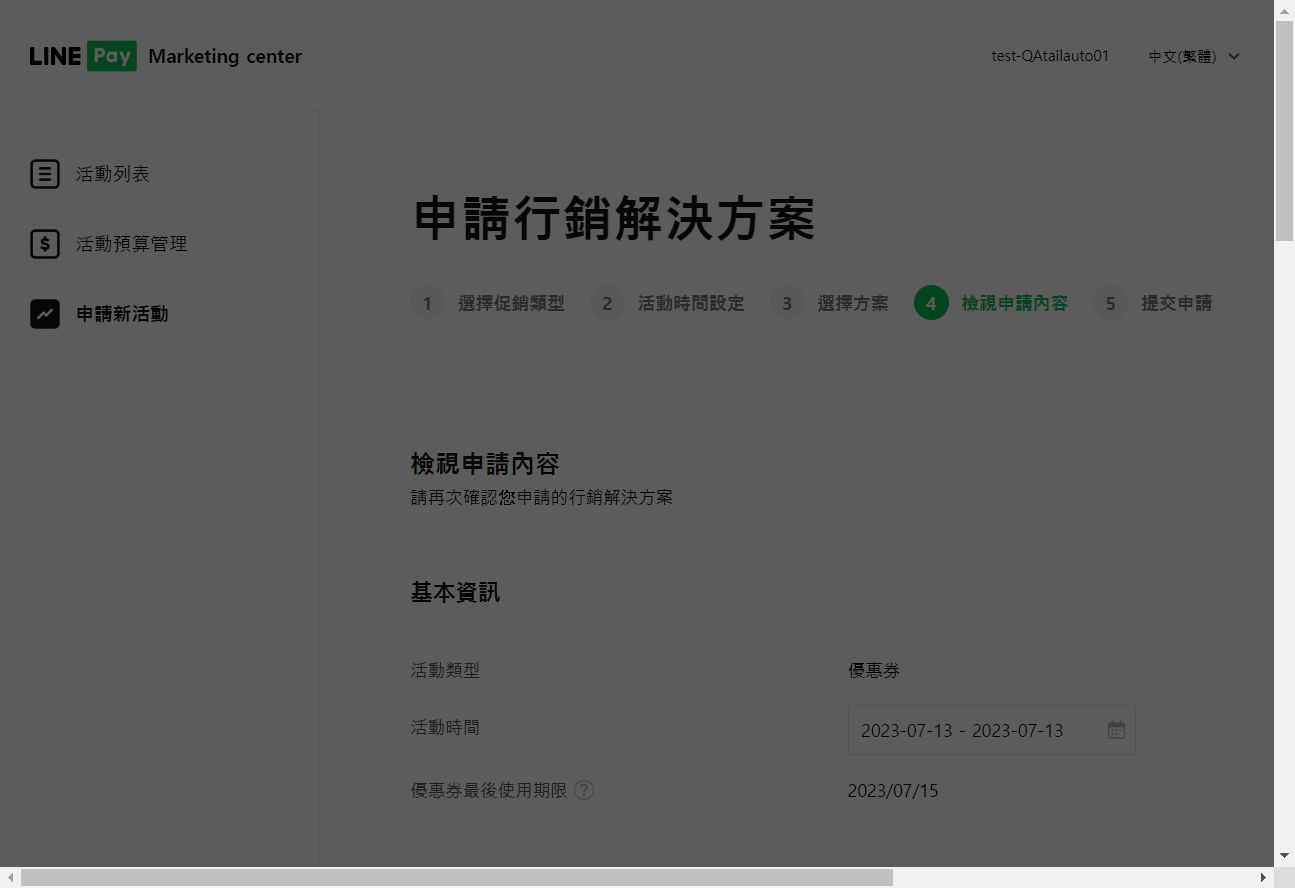 LINE Pay Marketing center
test-QAtailauto01
中文(繁體)
活動列表
活動預算管理
申請新活動
申請行銷解決方案
1 選擇促銷類型 2 活動時間設定 3 選擇方案 4 檢視申請內容 5 提交申請
檢視申請內容
請再次確認您申請的行銷解決方案
基本資訊
活動類型 優惠券
活動時間 2023-07-13 - 2023-07-13
優惠券最後使用期限 ? 2023/07/15